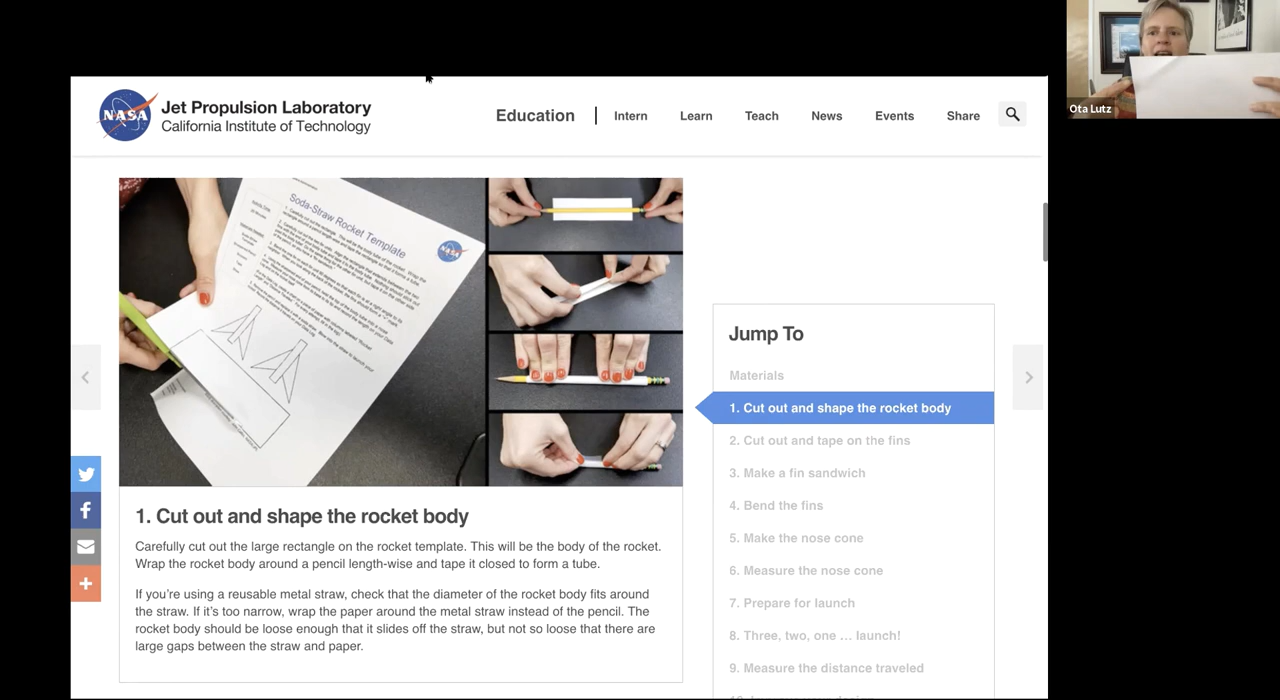 NASA
Jet Propulsion Laboratory
California Institute of Technology
Education
Intern
Learn
Teach
News
Events
Share
Ota Lutz
Soda-Straw Rocket Template
NASA
1. Cut out and shape the rocket body
Carefully cut out the large rectangle on the rocket template. This will be the body of the rocket.
Wrap the rocket body around a pencil length-wise and tape it closed to form a tube.
If you're using a reusable metal straw, check that the diameter of the rocket body fits around
the straw. If it's too narrow, wrap the paper around the metal straw instead of the pencil. The
rocket body should be loose enough that it slides off the straw, but not so loose that there are
large gaps between the straw and paper.
Jump To
Materials
1. Cut out and shape the rocket body
2. Cut out and tape on the fins
3. Make a fin sandwich
4. Bend the fins
5. Make the nose cone
6. Measure the nose cone
7. Prepare for launch
8. Three, two, one … launch!
9. Measure the distance traveled